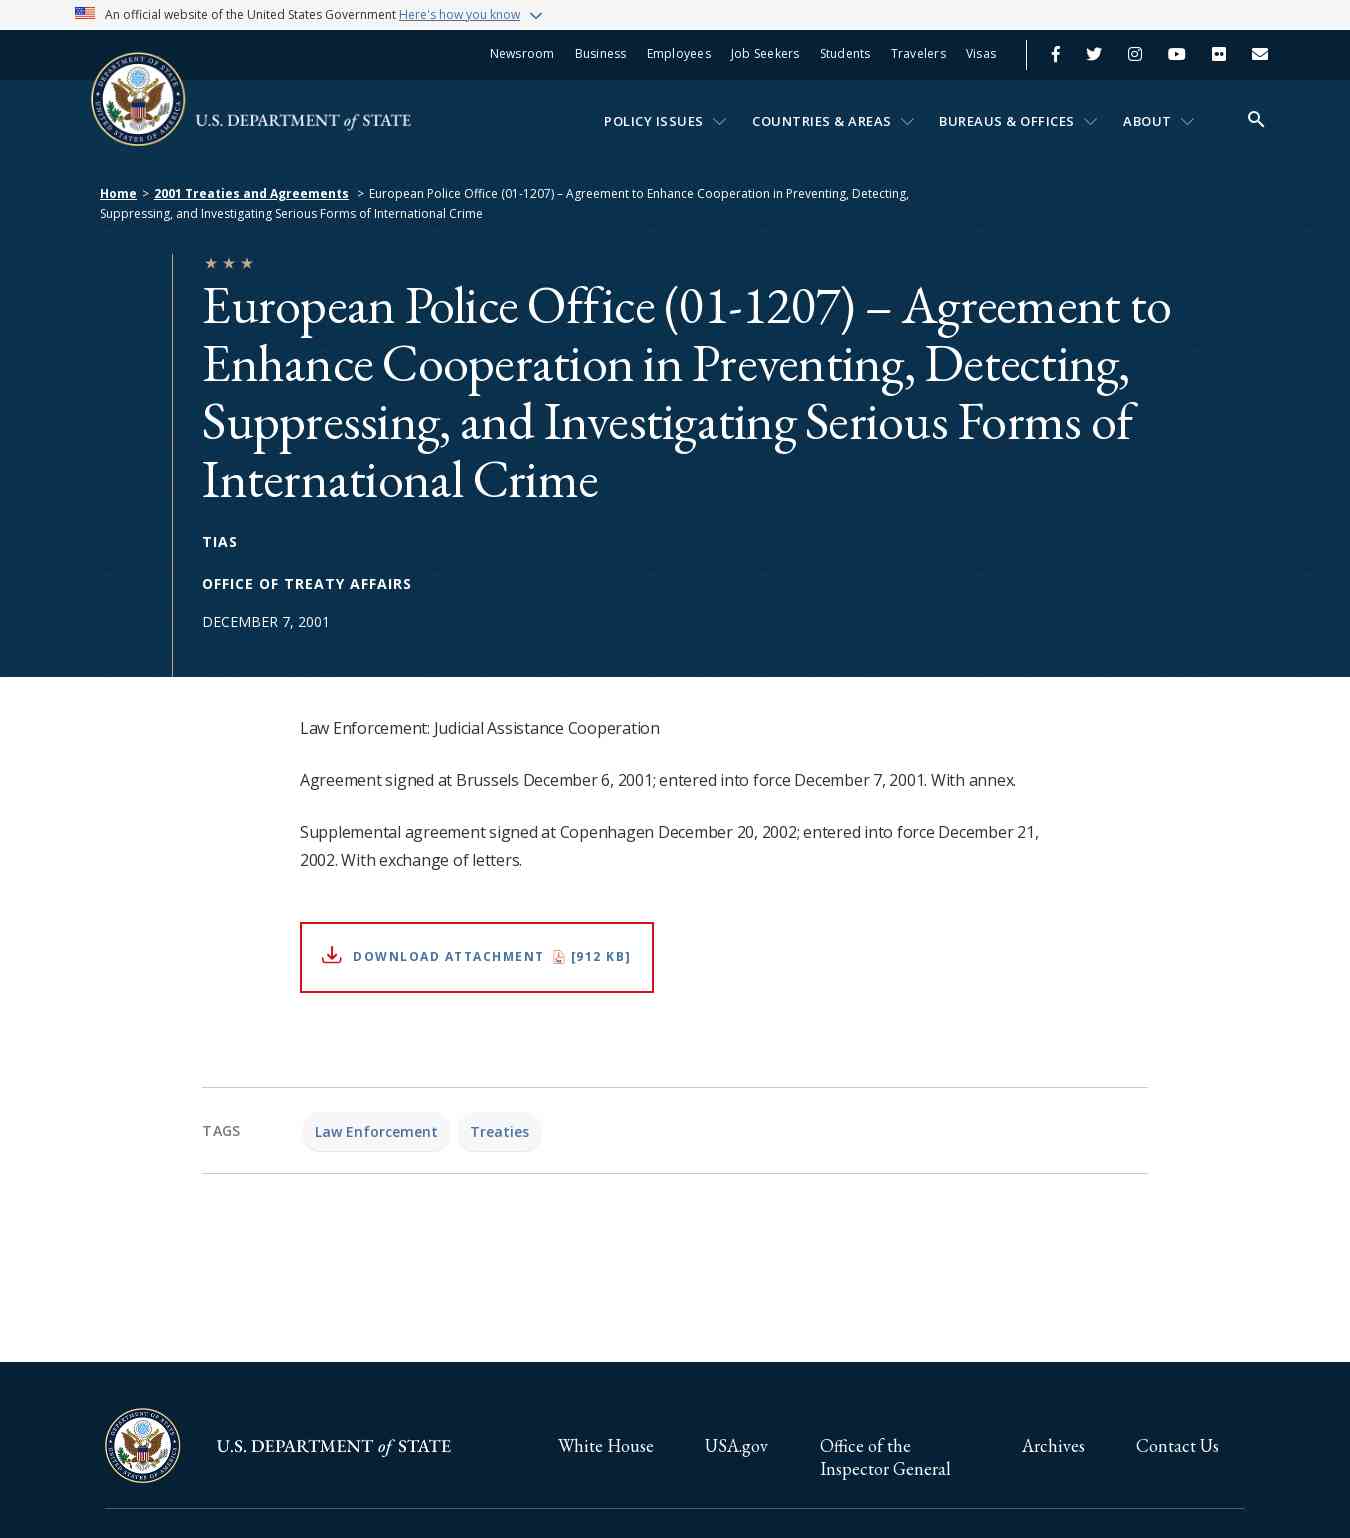 An official website of the United States Government Here's how you know
Newsroom Business Employees Job Seekers Students Travelers Visas
U.S. DEPARTMENT of STATE
POLICY ISSUES COUNTRIES & AREAS BUREAUS & OFFICES ABOUT
Home > 2001 Treaties and Agreements > European Police Office (01-1207) – Agreement to Enhance Cooperation in Preventing, Detecting,
Suppressing, and Investigating Serious Forms of International Crime
European Police Office (01-1207) – Agreement to
Enhance Cooperation in Preventing, Detecting,
Suppressing, and Investigating Serious Forms of
International Crime
TIAS
OFFICE OF TREATY AFFAIRS
DECEMBER 7, 2001
Law Enforcement: Judicial Assistance Cooperation
Agreement signed at Brussels December 6, 2001; entered into force December 7, 2001. With annex.
Supplemental agreement signed at Copenhagen December 20, 2002; entered into force December 21,
2002. With exchange of letters.
DOWNLOAD ATTACHMENT [912 KB]
TAGS Law Enforcement Treaties
DEPARTMENT OF STATE
UNITED STATES OF AMERICA
U.S. DEPARTMENT of STATE
White House USA.gov Office of the Archives Contact Us
Inspector General